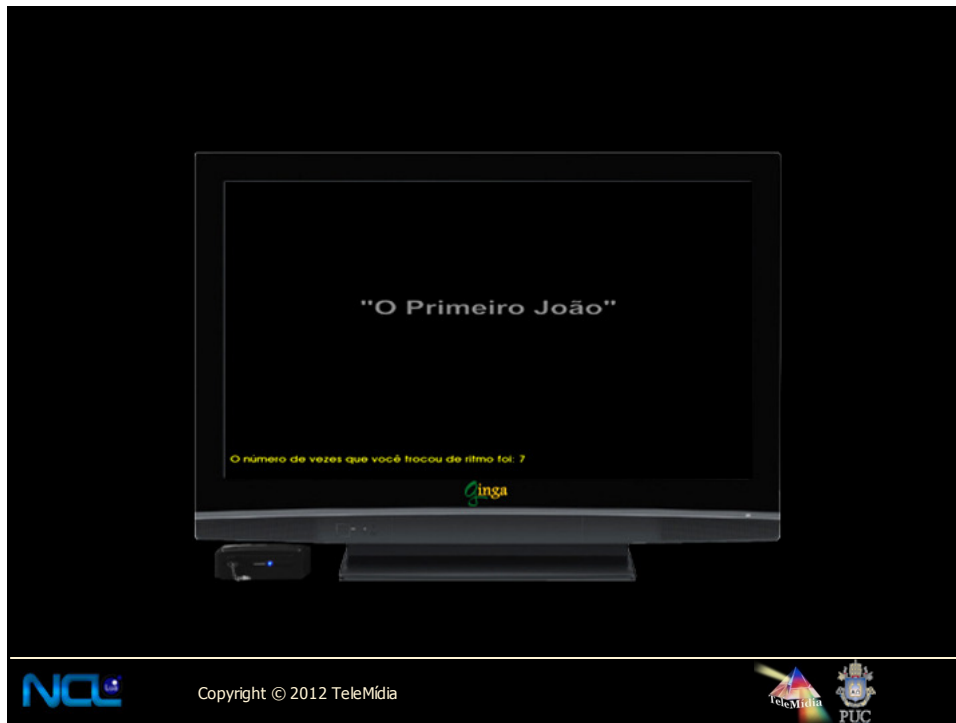 "O Primeiro João"
O número de vezes que você trocou de ritmo foi: 7
Ginga
NCL Lua
Copyright © 2012 TeleMídia
TeleMídia
PUC